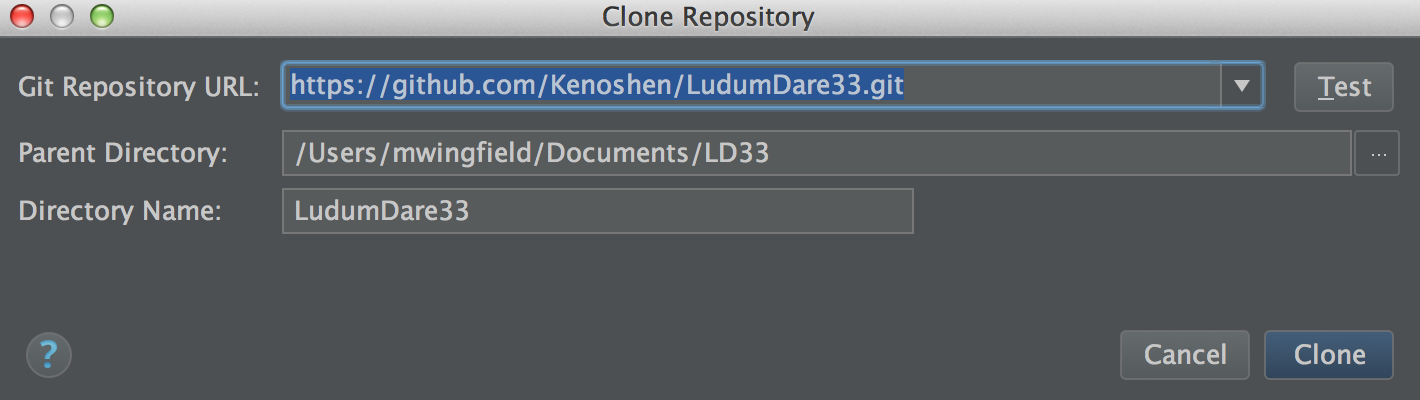 Clone Repository
Git Repository URL: https://github.com/Kenoshen/LudumDare33.git Test
Parent Directory: /Users/mwingfield/Documents/LD33 ...
Directory Name: LudumDare33
? Cancel Clone